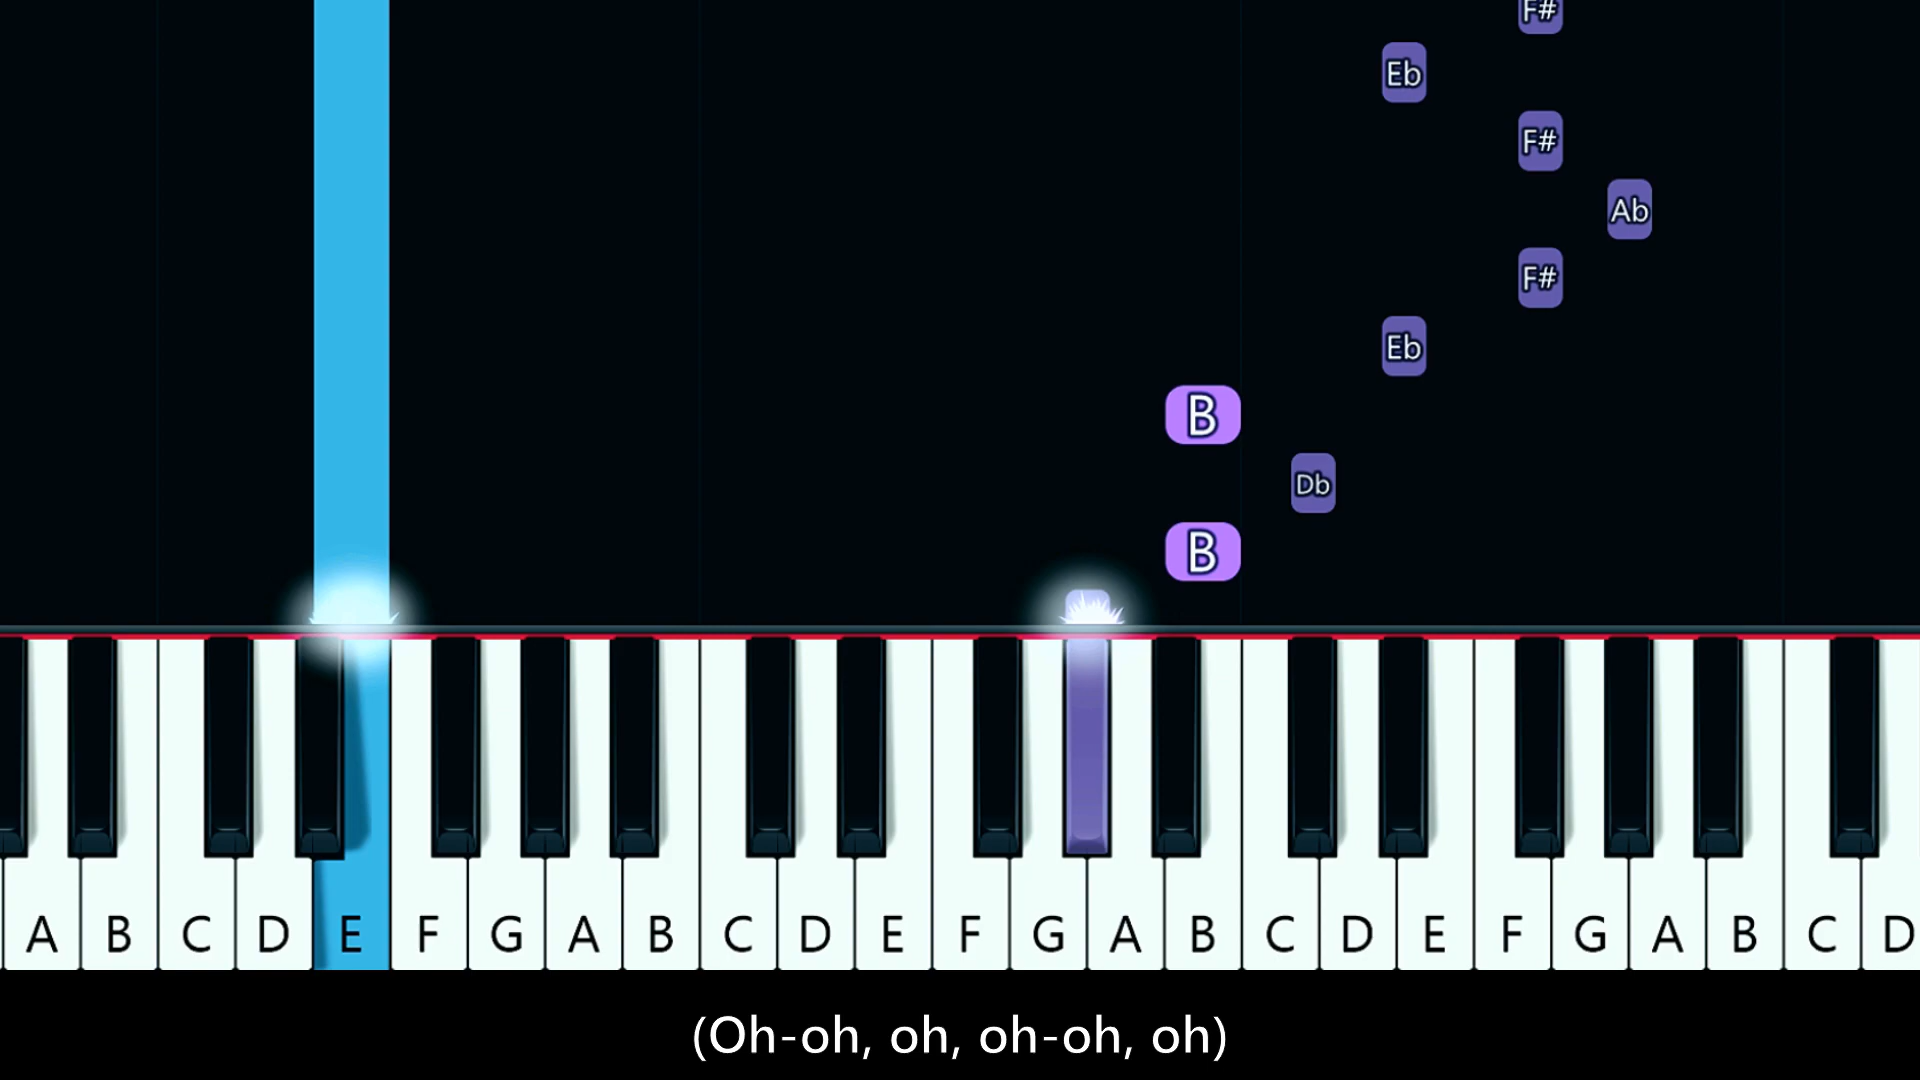 F#
Eb
F#
Ab
F#
Eb
B
Db
B
A B C D E F G A B C D E F G A B C D E F G A B C D
(Oh-oh, oh, oh-oh, oh)